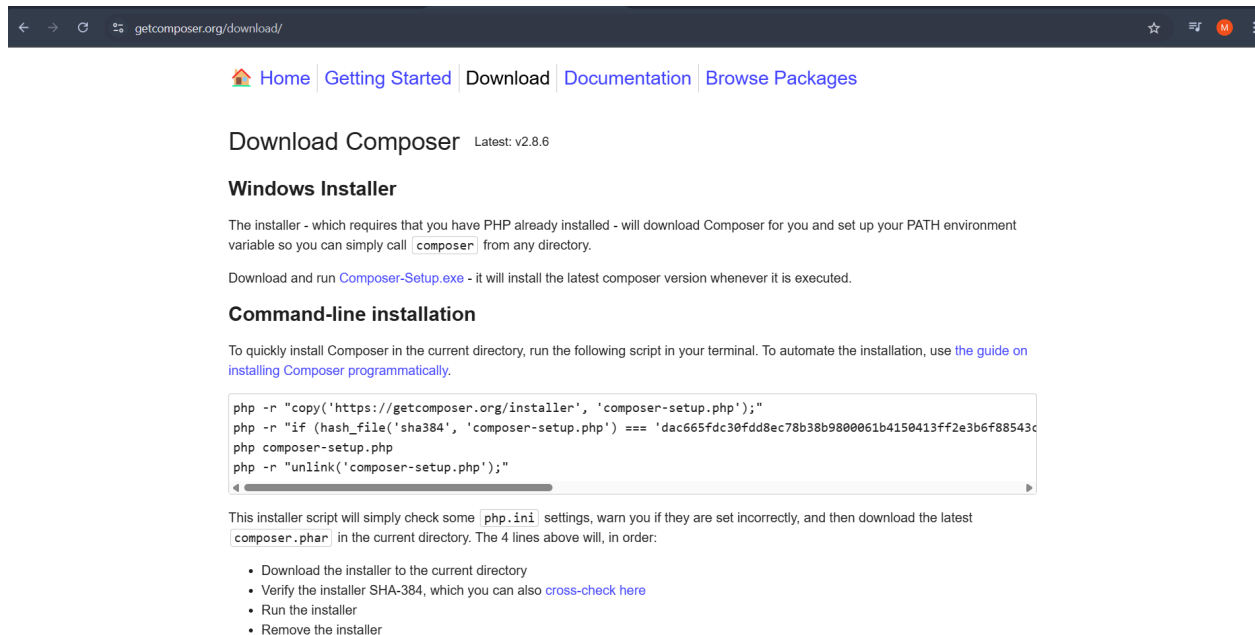 getcomposer.org/download/
M
Home Getting Started Download Documentation Browse Packages
Download Composer Latest: v2.8.6
Windows Installer
The installer - which requires that you have PHP already installed - will download Composer for you and set up your PATH environment
variable so you can simply call composer from any directory.
Download and run Composer-Setup.exe - it will install the latest composer version whenever it is executed.
Command-line installation
To quickly install Composer in the current directory, run the following script in your terminal. To automate the installation, use the guide on
installing Composer programmatically.
php -r "copy('https://getcomposer.org/installer', 'composer-setup.php');"
php -r "if (hash_file('sha384', 'composer-setup.php') === 'dac665fdc30fdd8ec78b38b9800061b4150413ff2e3b6f88543c
php composer-setup.php
php -r "unlink('composer-setup.php');"
This installer script will simply check some php.ini settings, warn you if they are set incorrectly, and then download the latest
composer.phar in the current directory. The 4 lines above will, in order:
• Download the installer to the current directory
• Verify the installer SHA-384, which you can also cross-check here
• Run the installer
• Remove the installer